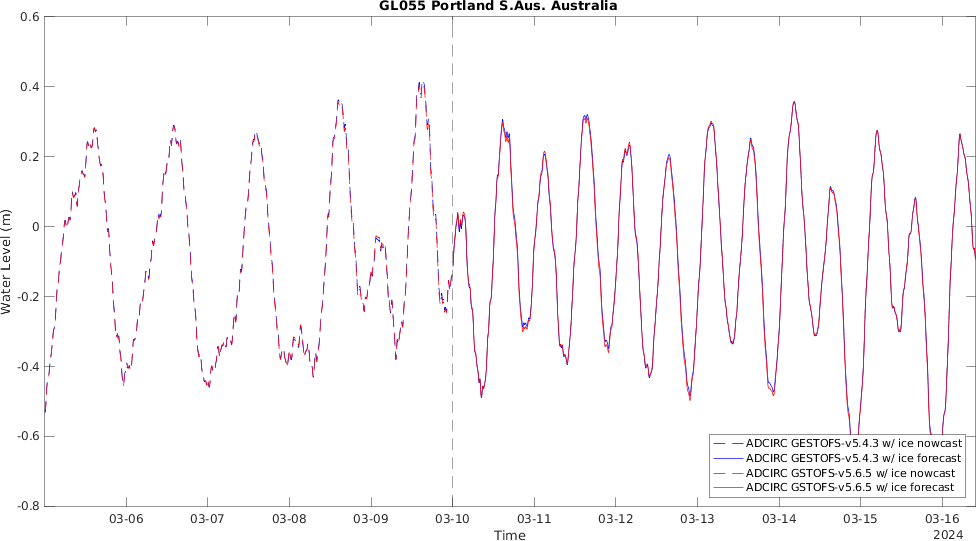 GL055 Portland S.Aus. Australia
0.6
0.4
0.2
0
-0.2
-0.4
-0.6
-0.8
Water Level (m)
ADCIRC GESTOFS-v5.4.3 w/ ice nowcast
ADCIRC GESTOFS-v5.4.3 w/ ice forecast
ADCIRC GSTOFS-v5.6.5 w/ ice nowcast
ADCIRC GSTOFS-v5.6.5 w/ ice forecast
03-06 03-07 03-08 03-09 03-10 03-11 03-12 03-13 03-14 03-15 03-16
Time
2024